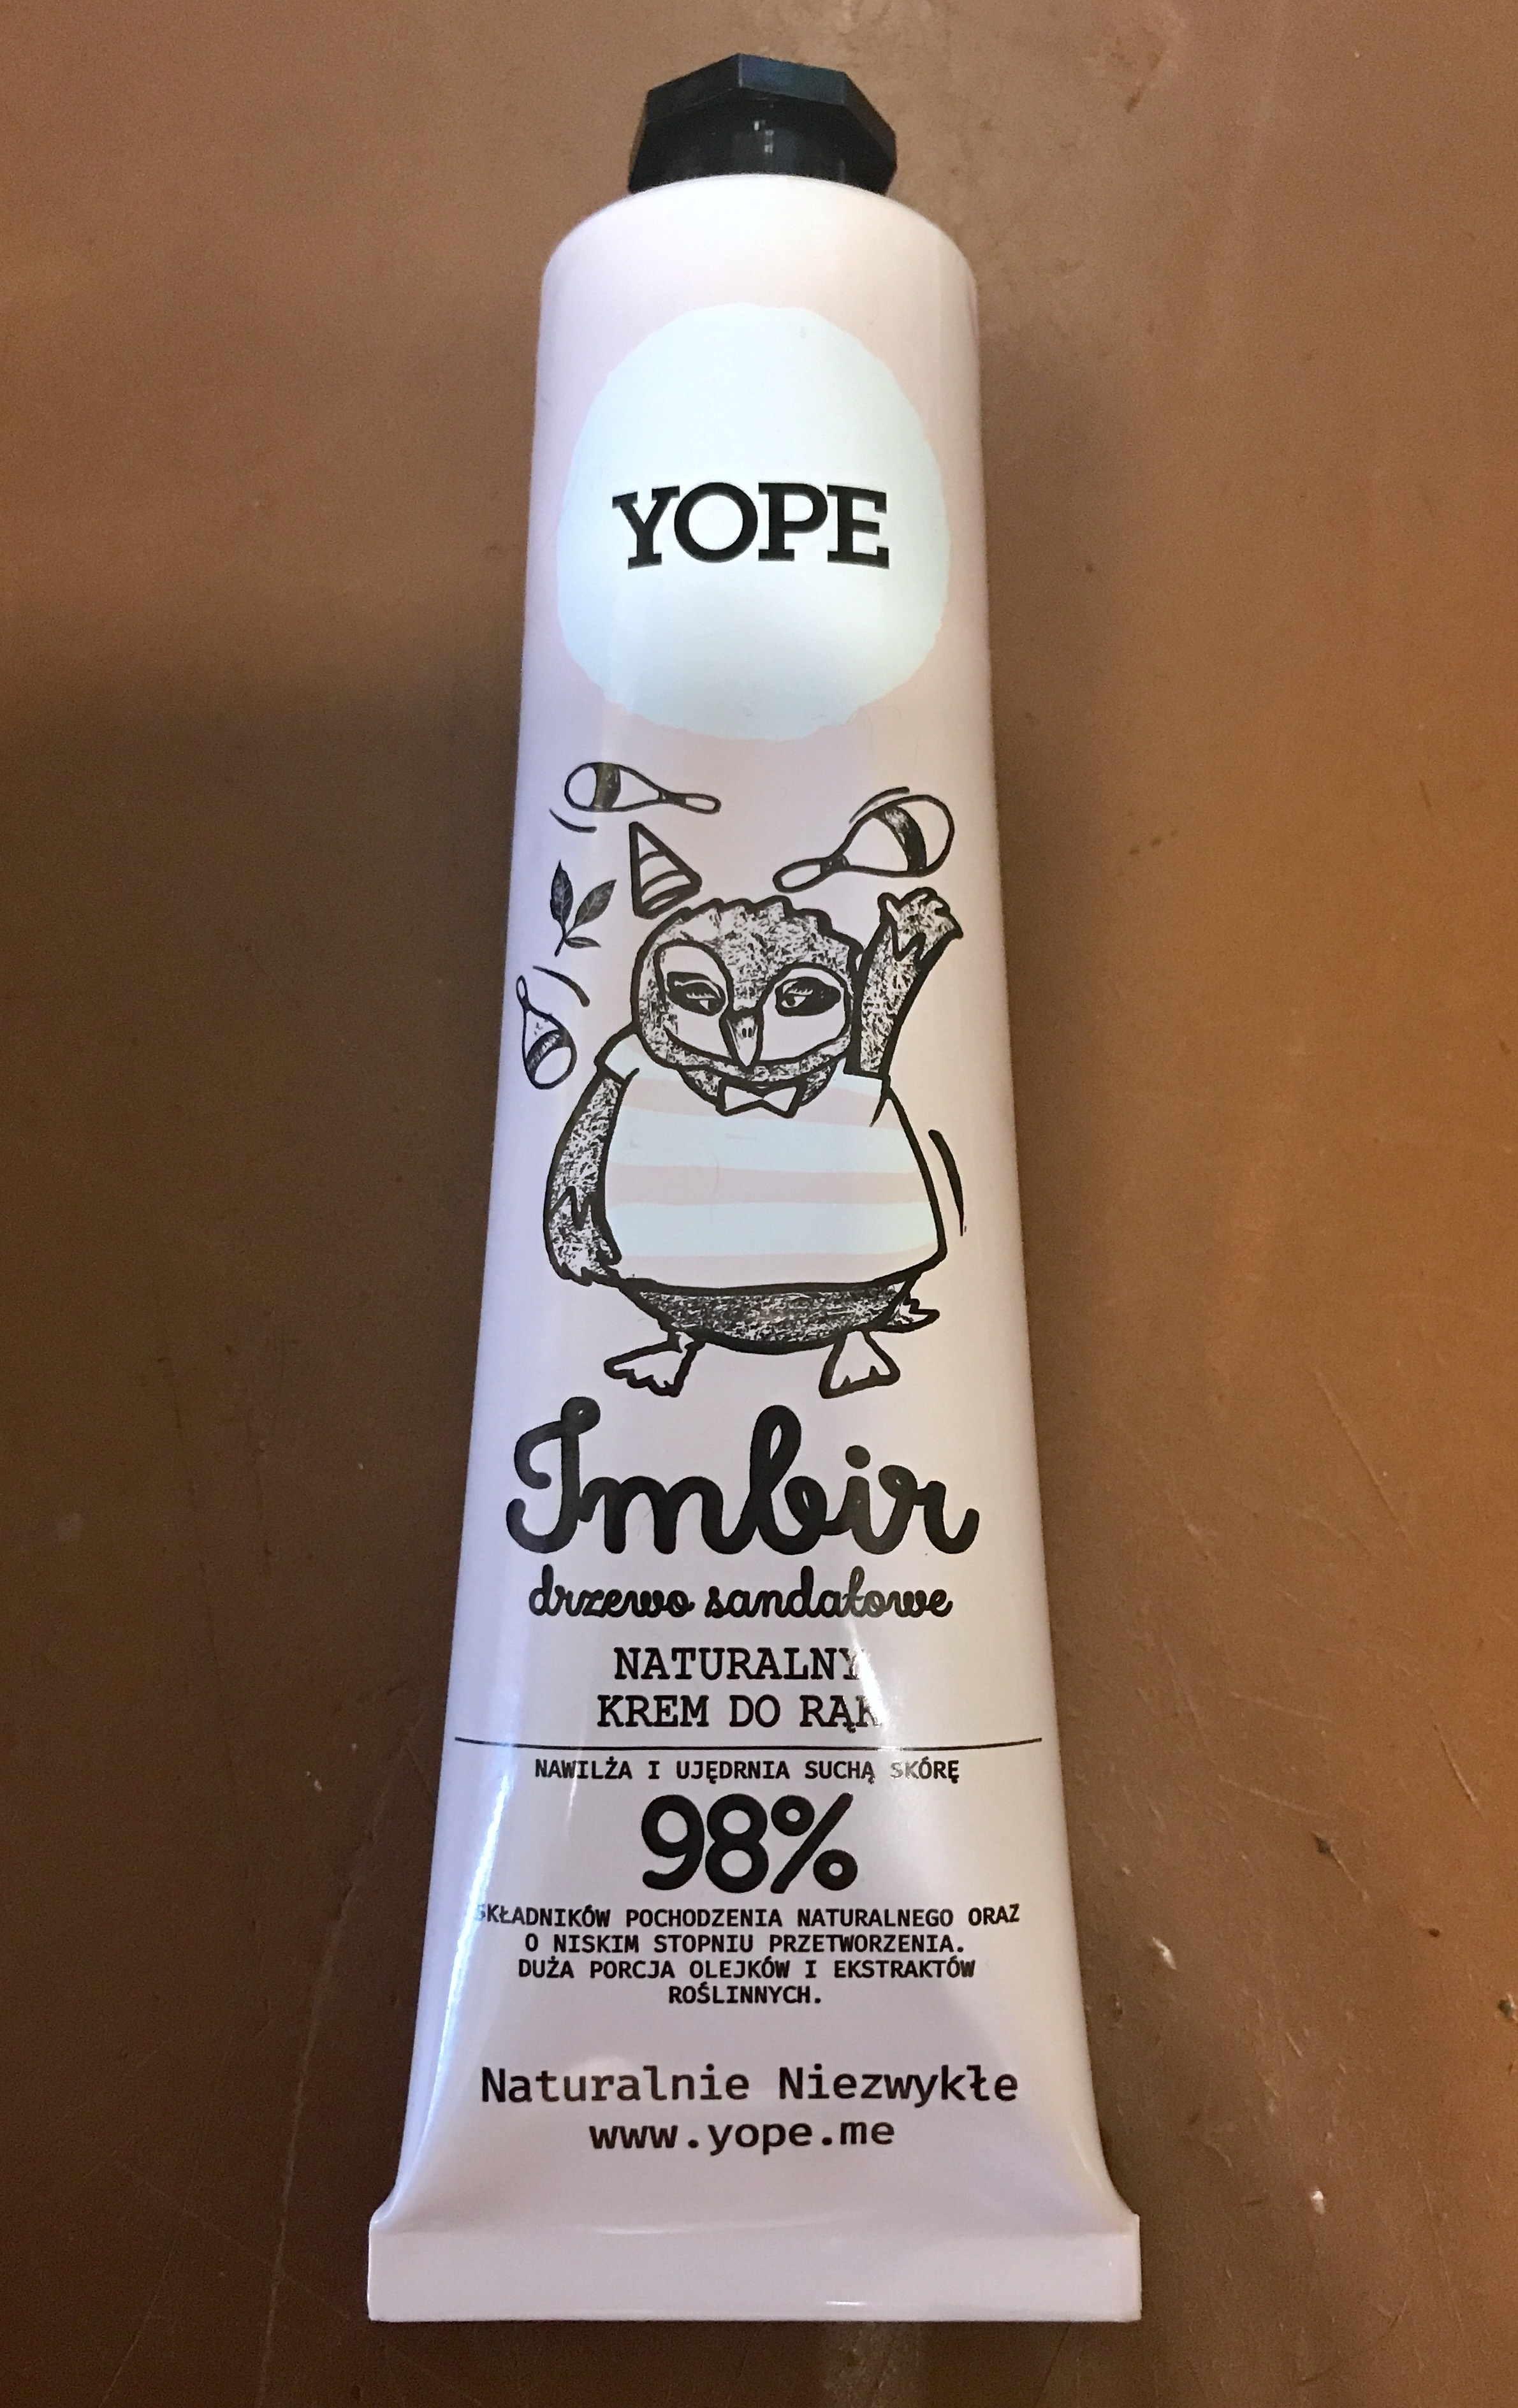 YOPE
Imbir
drzewo sandałowe
NATURALNY
KREM DO RĄK
NAWILŻA I UJĘDRNIA SUCHĄ SKÓRĘ
98%
SKŁADNIKÓW POCHODZENIA NATURALNEGO ORAZ
O NISKIM STOPNIU PRZETWORZENIA.
DUŻA PORCJA OLEJKÓW I EKSTRAKTÓW
ROŚLINNYCH.
Naturalnie Niezwykłe
www.yope.me